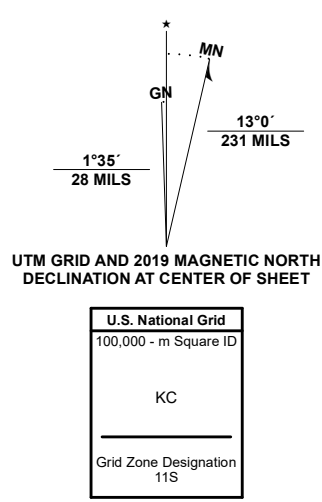 ★
MN
GN
13°0´
231 MILS
1°35´
28 MILS
UTM GRID AND 2019 MAGNETIC NORTH
DECLINATION AT CENTER OF SHEET
U.S. National Grid
100,000 - m Square ID
KC
Grid Zone Designation
11S